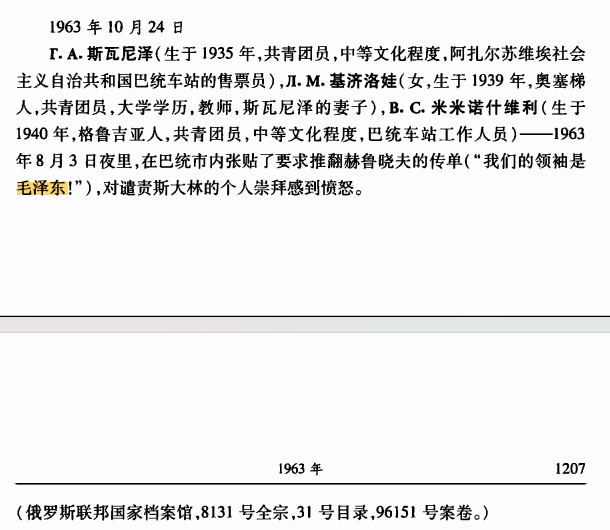 1963 年 10 月 24 日
Г. А. 斯瓦尼泽(生于 1935 年,共青团员,中等文化程度,阿扎尔苏维埃社会
主义自治共和国巴统车站的售票员),Л. М. 基济洛娃(女,生于 1939 年,奥塞梯
人,共青团员,大学学历,教师,斯瓦尼泽的妻子),В. С. 米米诺什维利(生于
1940 年,格鲁吉亚人,共青团员,中等文化程度,巴统车站工作人员)——1963
年 8 月 3 日夜里,在巴统市内张贴了要求推翻赫鲁晓夫的传单(“我们的领袖是
毛泽东!”),对谴责斯大林的个人崇拜感到愤怒。
1963 年 1207
(俄罗斯联邦国家档案馆,8131 号全宗,31 号目录,96151 号案卷。)